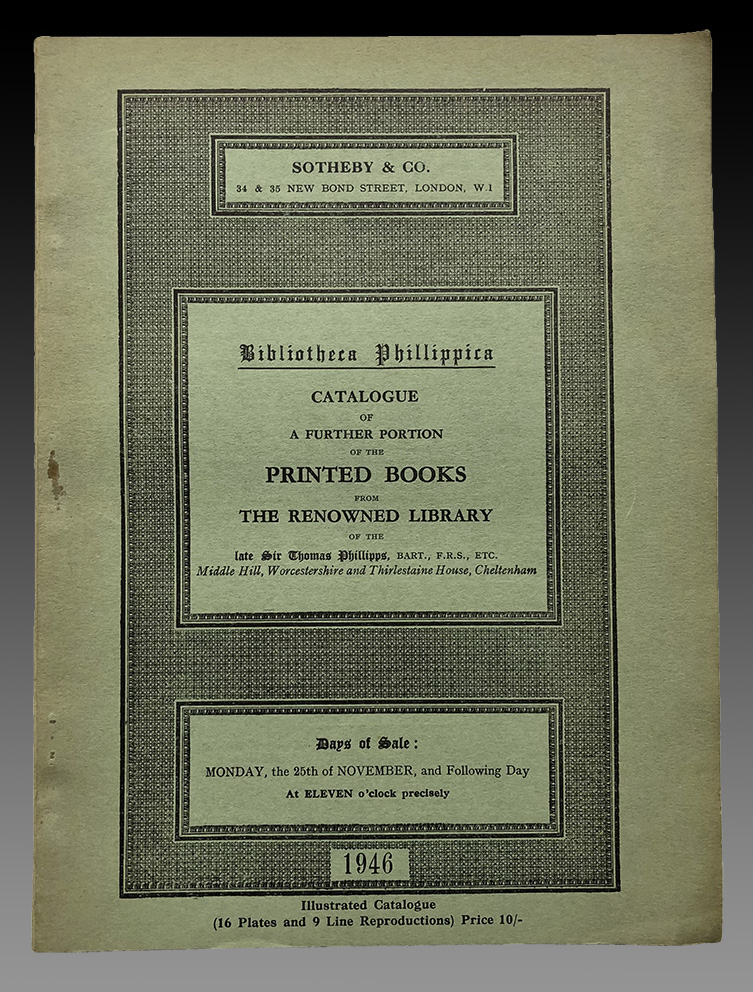 SOTHEBY & CO.
34 & 35 NEW BOND STREET, LONDON, W.1
Bibliotheca Phillippica
CATALOGUE
OF
A FURTHER PORTION
OF THE
PRINTED BOOKS
FROM
THE RENOWNED LIBRARY
OF THE
late Sir Thomas Phillipps, BART., F.R.S., ETC.
Middle Hill, Worcestershire and Thirlestaine House, Cheltenham
Days of Sale:
MONDAY, the 25th of NOVEMBER, and Following Day
At ELEVEN o'clock precisely
1946
Illustrated Catalogue
(16 Plates and 9 Line Reproductions) Price 10/-